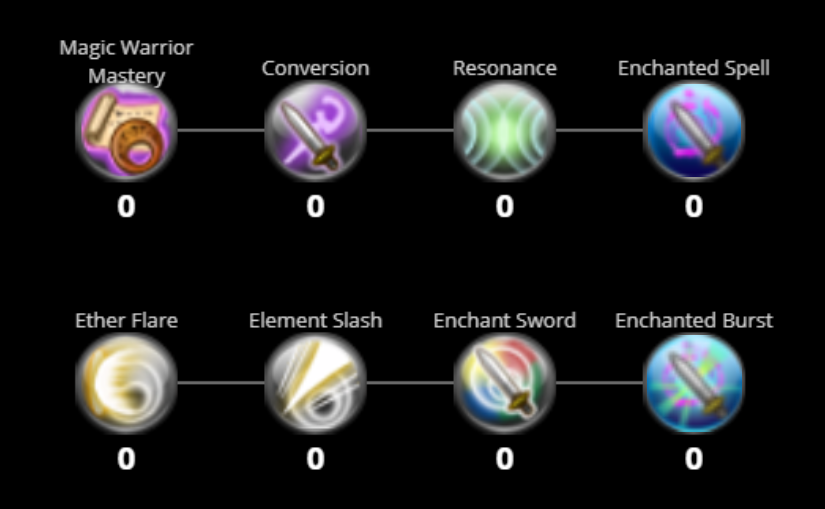 Magic Warrior
Mastery
Conversion
Resonance
Enchanted Spell
0
0
0
0
Ether Flare
Element Slash
Enchant Sword
Enchanted Burst
0
0
0
0